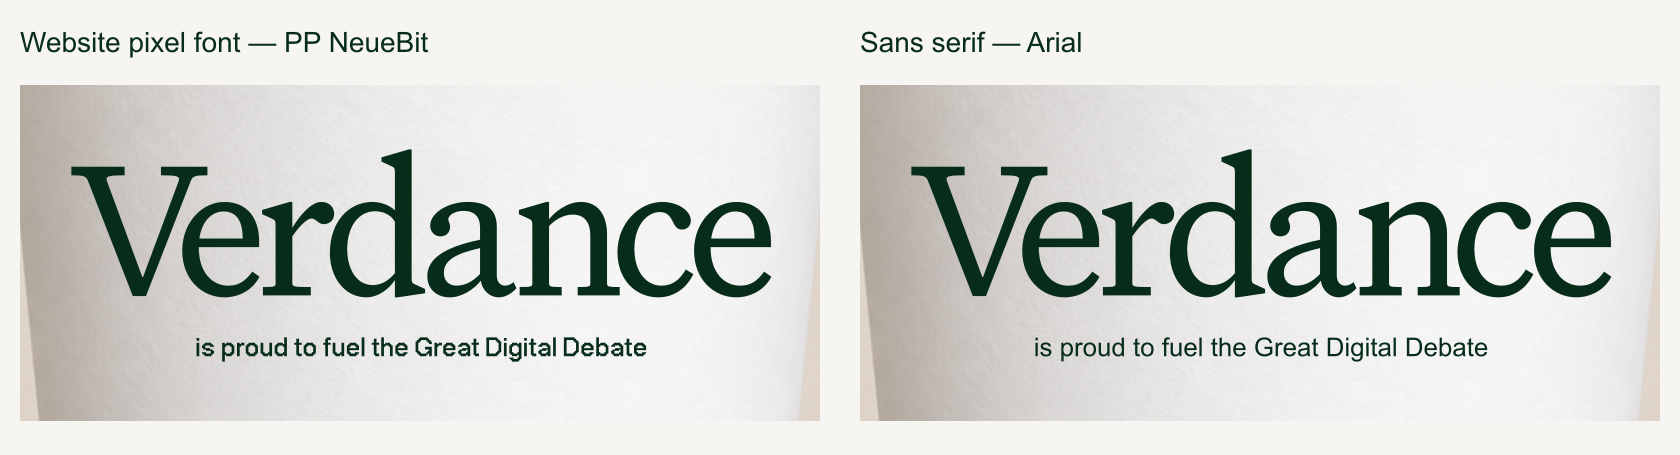 Website pixel font — PP NeueBit
Verdance
is proud to fuel the Great Digital Debate
Sans serif — Arial
Verdance
is proud to fuel the Great Digital Debate